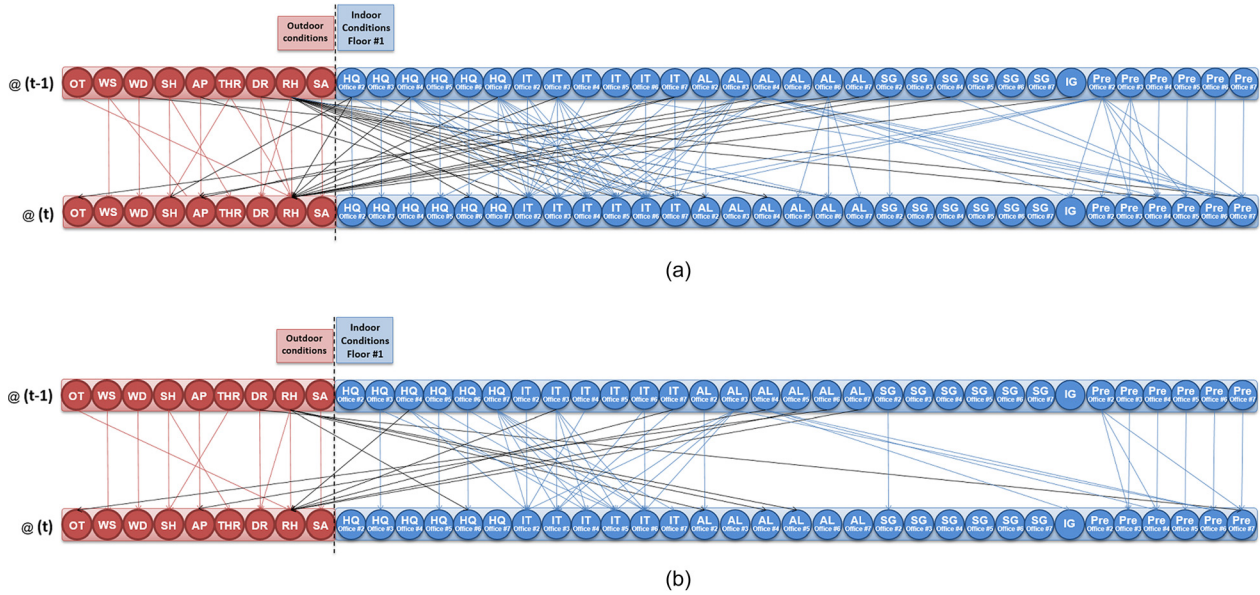 Outdoor
conditions
Indoor
Conditions
Floor #1
@ (t-1) OT WS WD SH AP THR DR RH SA HQ HQ HQ HQ HQ HQ IT IT IT IT IT IT AL AL AL AL AL AL SG SG SG SG SG SG IG Pre Pre Pre Pre Pre Pre
Office #2 Office #3 Office #4 Office #5 Office #6 Office #7 Office #2 Office #3 Office #4 Office #5 Office #6 Office #7 Office #2 Office #3 Office #4 Office #5 Office #6 Office #7 Office #2 Office #3 Office #4 Office #5 Office #6 Office #7 Office #2 Office #3 Office #4 Office #5 Office #6 Office #7
@ (t) OT WS WD SH AP THR DR RH SA HQ HQ HQ HQ HQ HQ IT IT IT IT IT IT AL AL AL AL AL AL SG SG SG SG SG SG IG Pre Pre Pre Pre Pre Pre
Office #2 Office #3 Office #4 Office #5 Office #6 Office #7 Office #2 Office #3 Office #4 Office #5 Office #6 Office #7 Office #2 Office #3 Office #4 Office #5 Office #6 Office #7 Office #2 Office #3 Office #4 Office #5 Office #6 Office #7 Office #2 Office #3 Office #4 Office #5 Office #6 Office #7
(a)
Outdoor
conditions
Indoor
Conditions
Floor #1
@ (t-1) OT WS WD SH AP THR DR RH SA HQ HQ HQ HQ HQ HQ IT IT IT IT IT IT AL AL AL AL AL AL SG SG SG SG SG SG IG Pre Pre Pre Pre Pre Pre
Office #2 Office #3 Office #4 Office #5 Office #6 Office #7 Office #2 Office #3 Office #4 Office #5 Office #6 Office #7 Office #2 Office #3 Office #4 Office #5 Office #6 Office #7 Office #2 Office #3 Office #4 Office #5 Office #6 Office #7 Office #2 Office #3 Office #4 Office #5 Office #6 Office #7
@ (t) OT WS WD SH AP THR DR RH SA HQ HQ HQ HQ HQ HQ IT IT IT IT IT IT AL AL AL AL AL AL SG SG SG SG SG SG IG Pre Pre Pre Pre Pre Pre
Office #2 Office #3 Office #4 Office #5 Office #6 Office #7 Office #2 Office #3 Office #4 Office #5 Office #6 Office #7 Office #2 Office #3 Office #4 Office #5 Office #6 Office #7 Office #2 Office #3 Office #4 Office #5 Office #6 Office #7 Office #2 Office #3 Office #4 Office #5 Office #6 Office #7
(b)